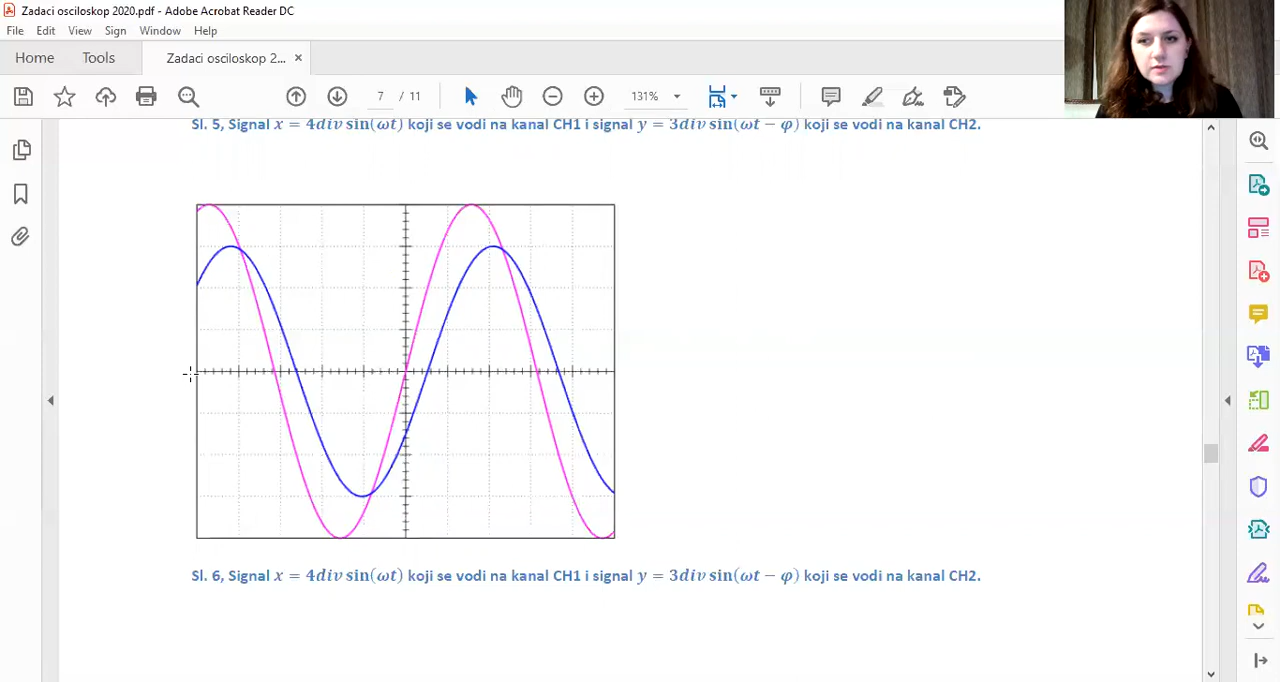 Zadaci osciloskop 2020.pdf - Adobe Acrobat Reader DC
File Edit View Sign Window Help
Home Tools Zadaci osciloskop 2... ×
7 / 11 131%
Sl. 5, Signal x = 4div sin(ωt) koji se vodi na kanal CH1 i signal y = 3div sin(ωt − φ) koji se vodi na kanal CH2.
Sl. 6, Signal x = 4div sin(ωt) koji se vodi na kanal CH1 i signal y = 3div sin(ωt − φ) koji se vodi na kanal CH2.